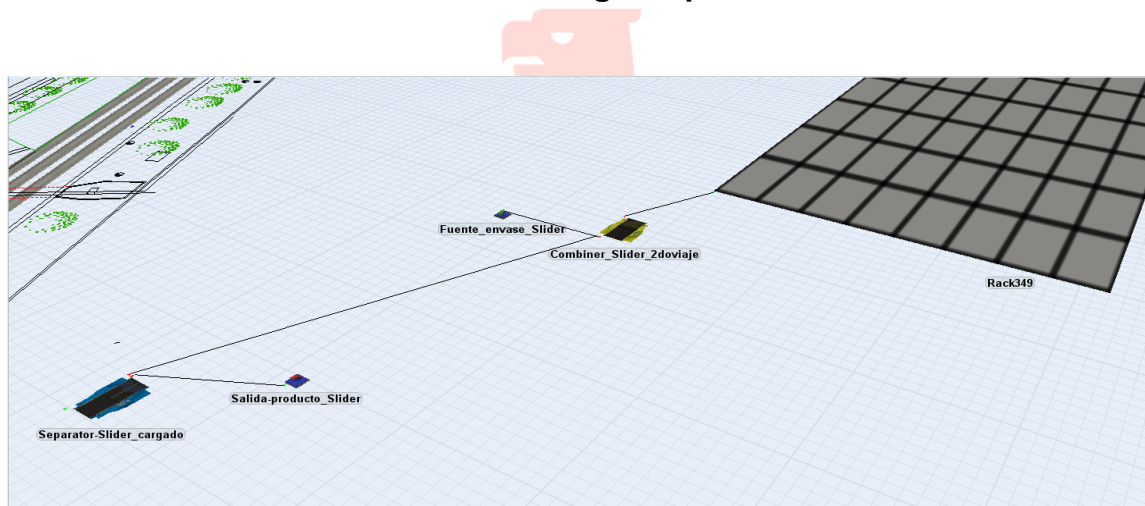 Fuente_envase_Slider
Combiner_Slider_2doviaje
Rack349
Salida-producto_Slider
Separator-Slider_cargado